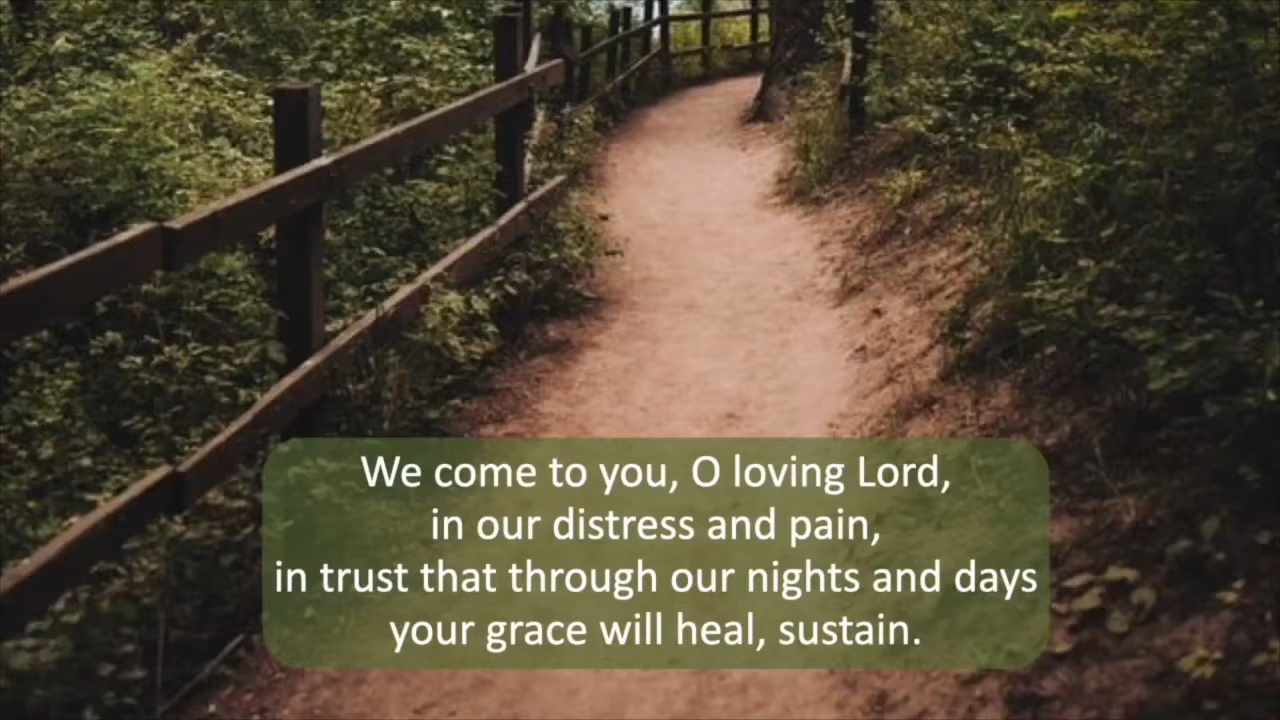 We come to you, O loving Lord,
in our distress and pain,
in trust that through our nights and days
your grace will heal, sustain.